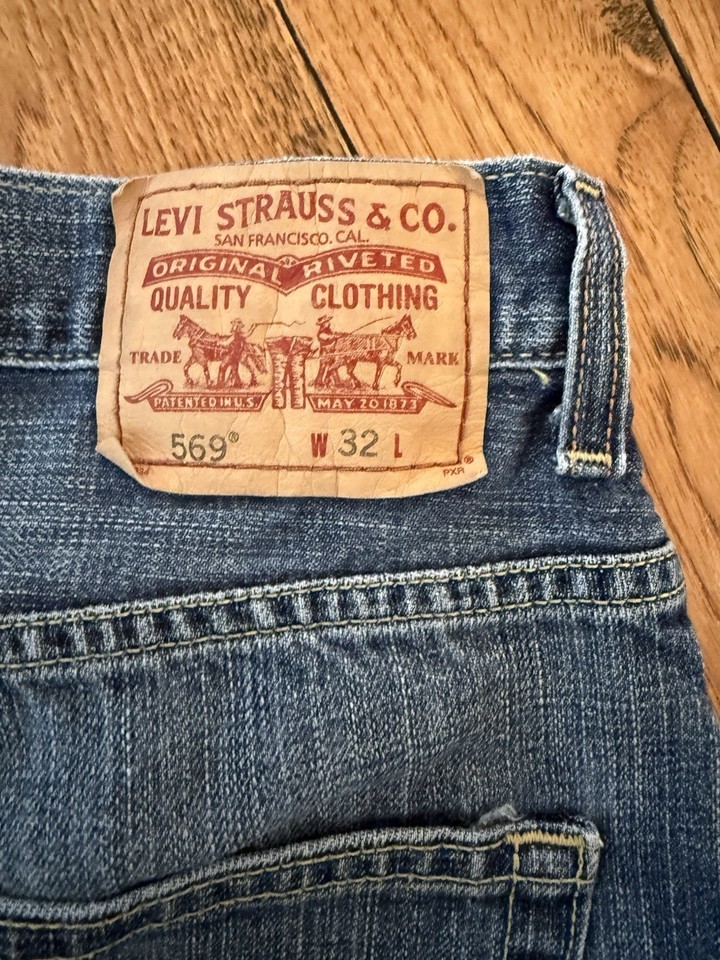 LEVI STRAUSS & CO.
SAN FRANCISCO. CAL.
ORIGINAL RIVETED
QUALITY CLOTHING
TRADE MARK
PATENTED IN U.S. MAY 20 1873
569® W 32 L
PXR®